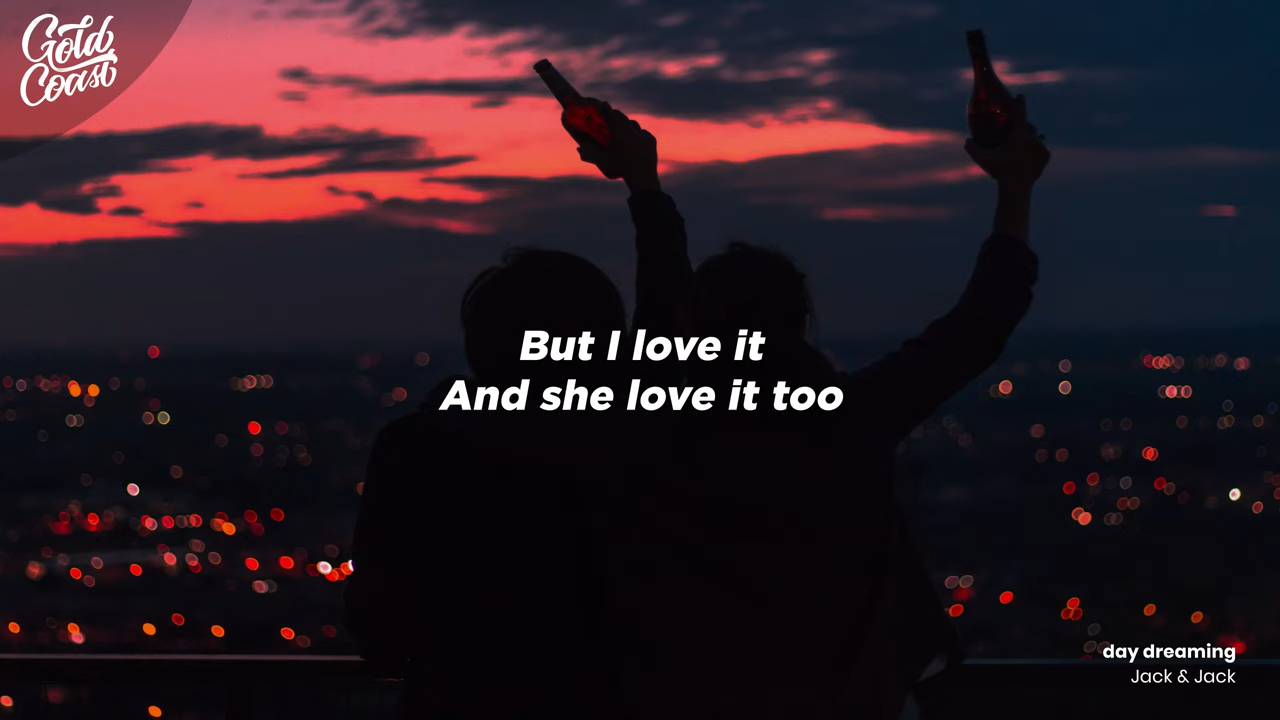 Gold
Coast
But I love it
And she love it too
day dreaming
Jack & Jack